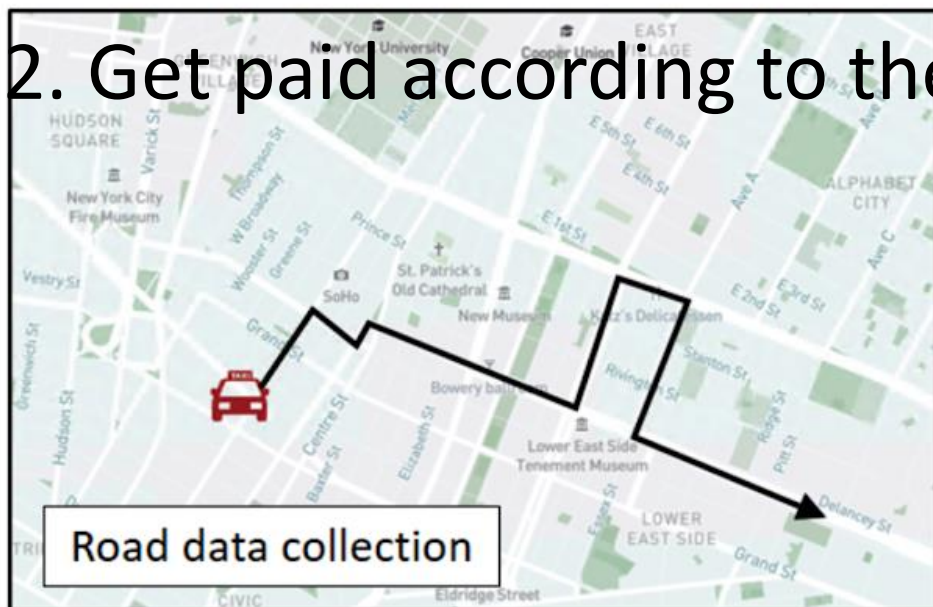 2. Get paid according to the
New York University
Cooper Union
EAST
VILLAGE
HUDSON
SQUARE
Varick St
Thompson St
W Broadway
Wooster St
Greene St
E 5th St
E 6th St
E 4th St
Ave A
ALPHABET
CITY
Ave C
New York City
Fire Museum
Prince St
E 1st St
St. Patrick's
Old Cathedral
Vestry St
SoHo
New Museum
Katz's Delicatessen
E 2nd St
E 3rd St
Greenwich St
Hudson St
Grand St
Stanton St
Rivington St
Bowery ballroom
TAXI
Centre St
Baxter St
Elizabeth St
Ridge St
Pitt St
Lower East Side
Tenement Museum
Essex St
Delancey St
LOWER
EAST SIDE
Grand St
Road data collection
TRI
CIVIC
Eldridge Street